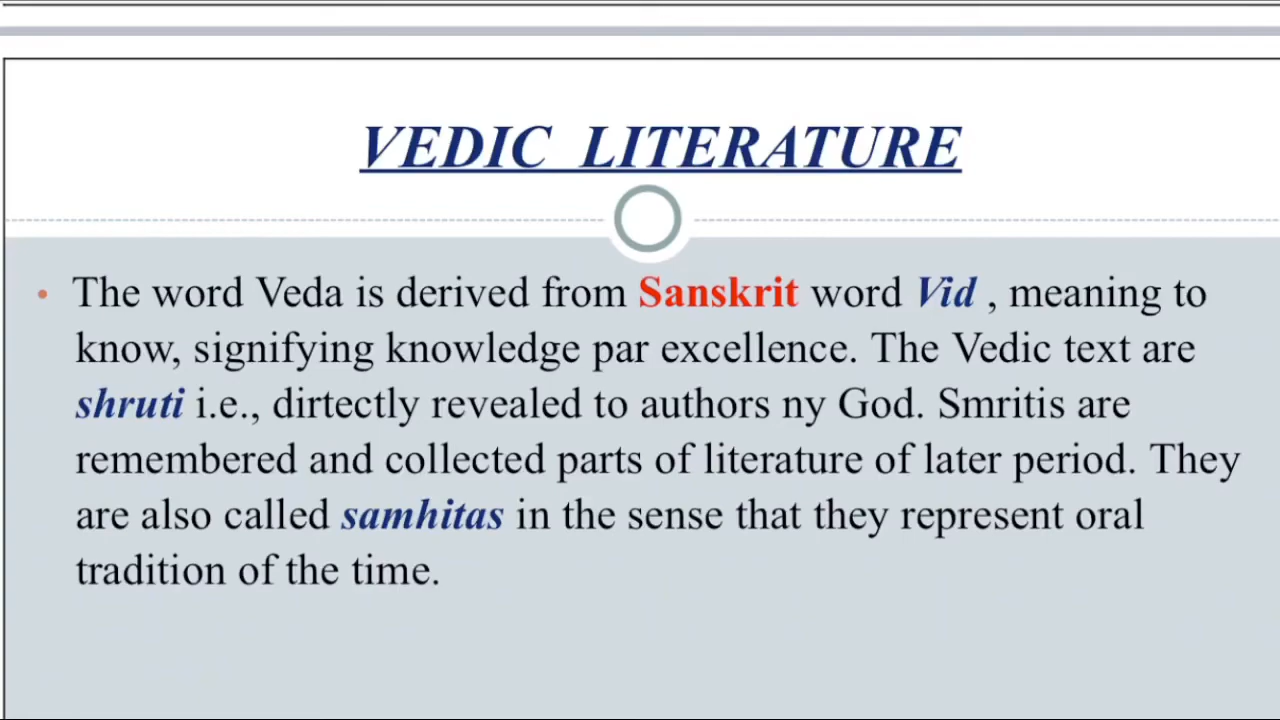 VEDIC LITERATURE
• The word Veda is derived from Sanskrit word Vid , meaning to
know, signifying knowledge par excellence. The Vedic text are
shruti i.e., dirtectly revealed to authors ny God. Smritis are
remembered and collected parts of literature of later period. They
are also called samhitas in the sense that they represent oral
tradition of the time.